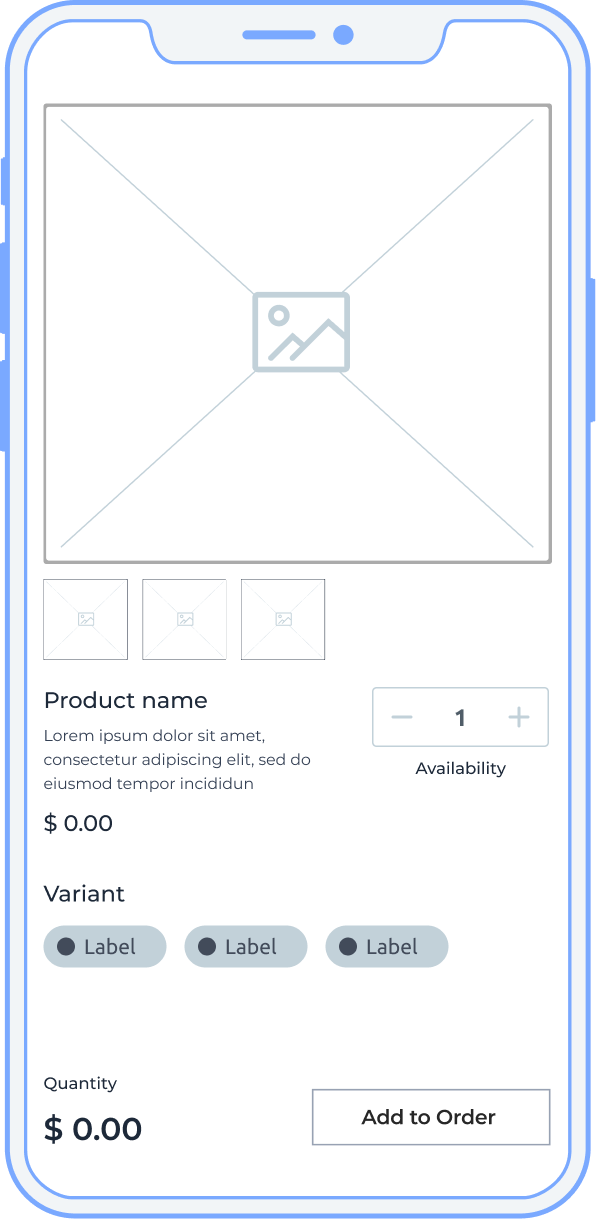 Product name
Lorem ipsum dolor sit amet,
consectetur adipiscing elit, sed do
eiusmod tempor incididun
$ 0.00
1
Availability
Variant
Label
Label
Label
Quantity
$ 0.00
Add to Order